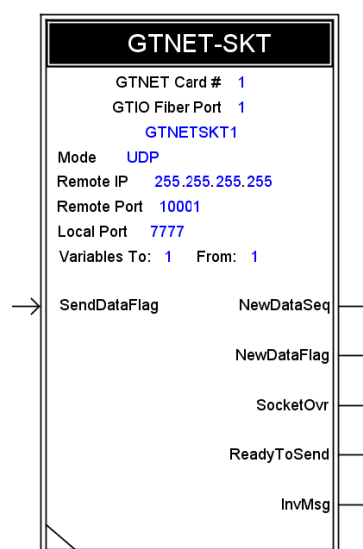 GTNET-SKT
GTNET Card # 1
GTIO Fiber Port 1
GTNETSKT1
Mode UDP
Remote IP 255.255.255.255
Remote Port 10001
Local Port 7777
Variables To: 1 From: 1
SendDataFlag NewDataSeq
NewDataFlag
SocketOvr
ReadyToSend
InvMsg